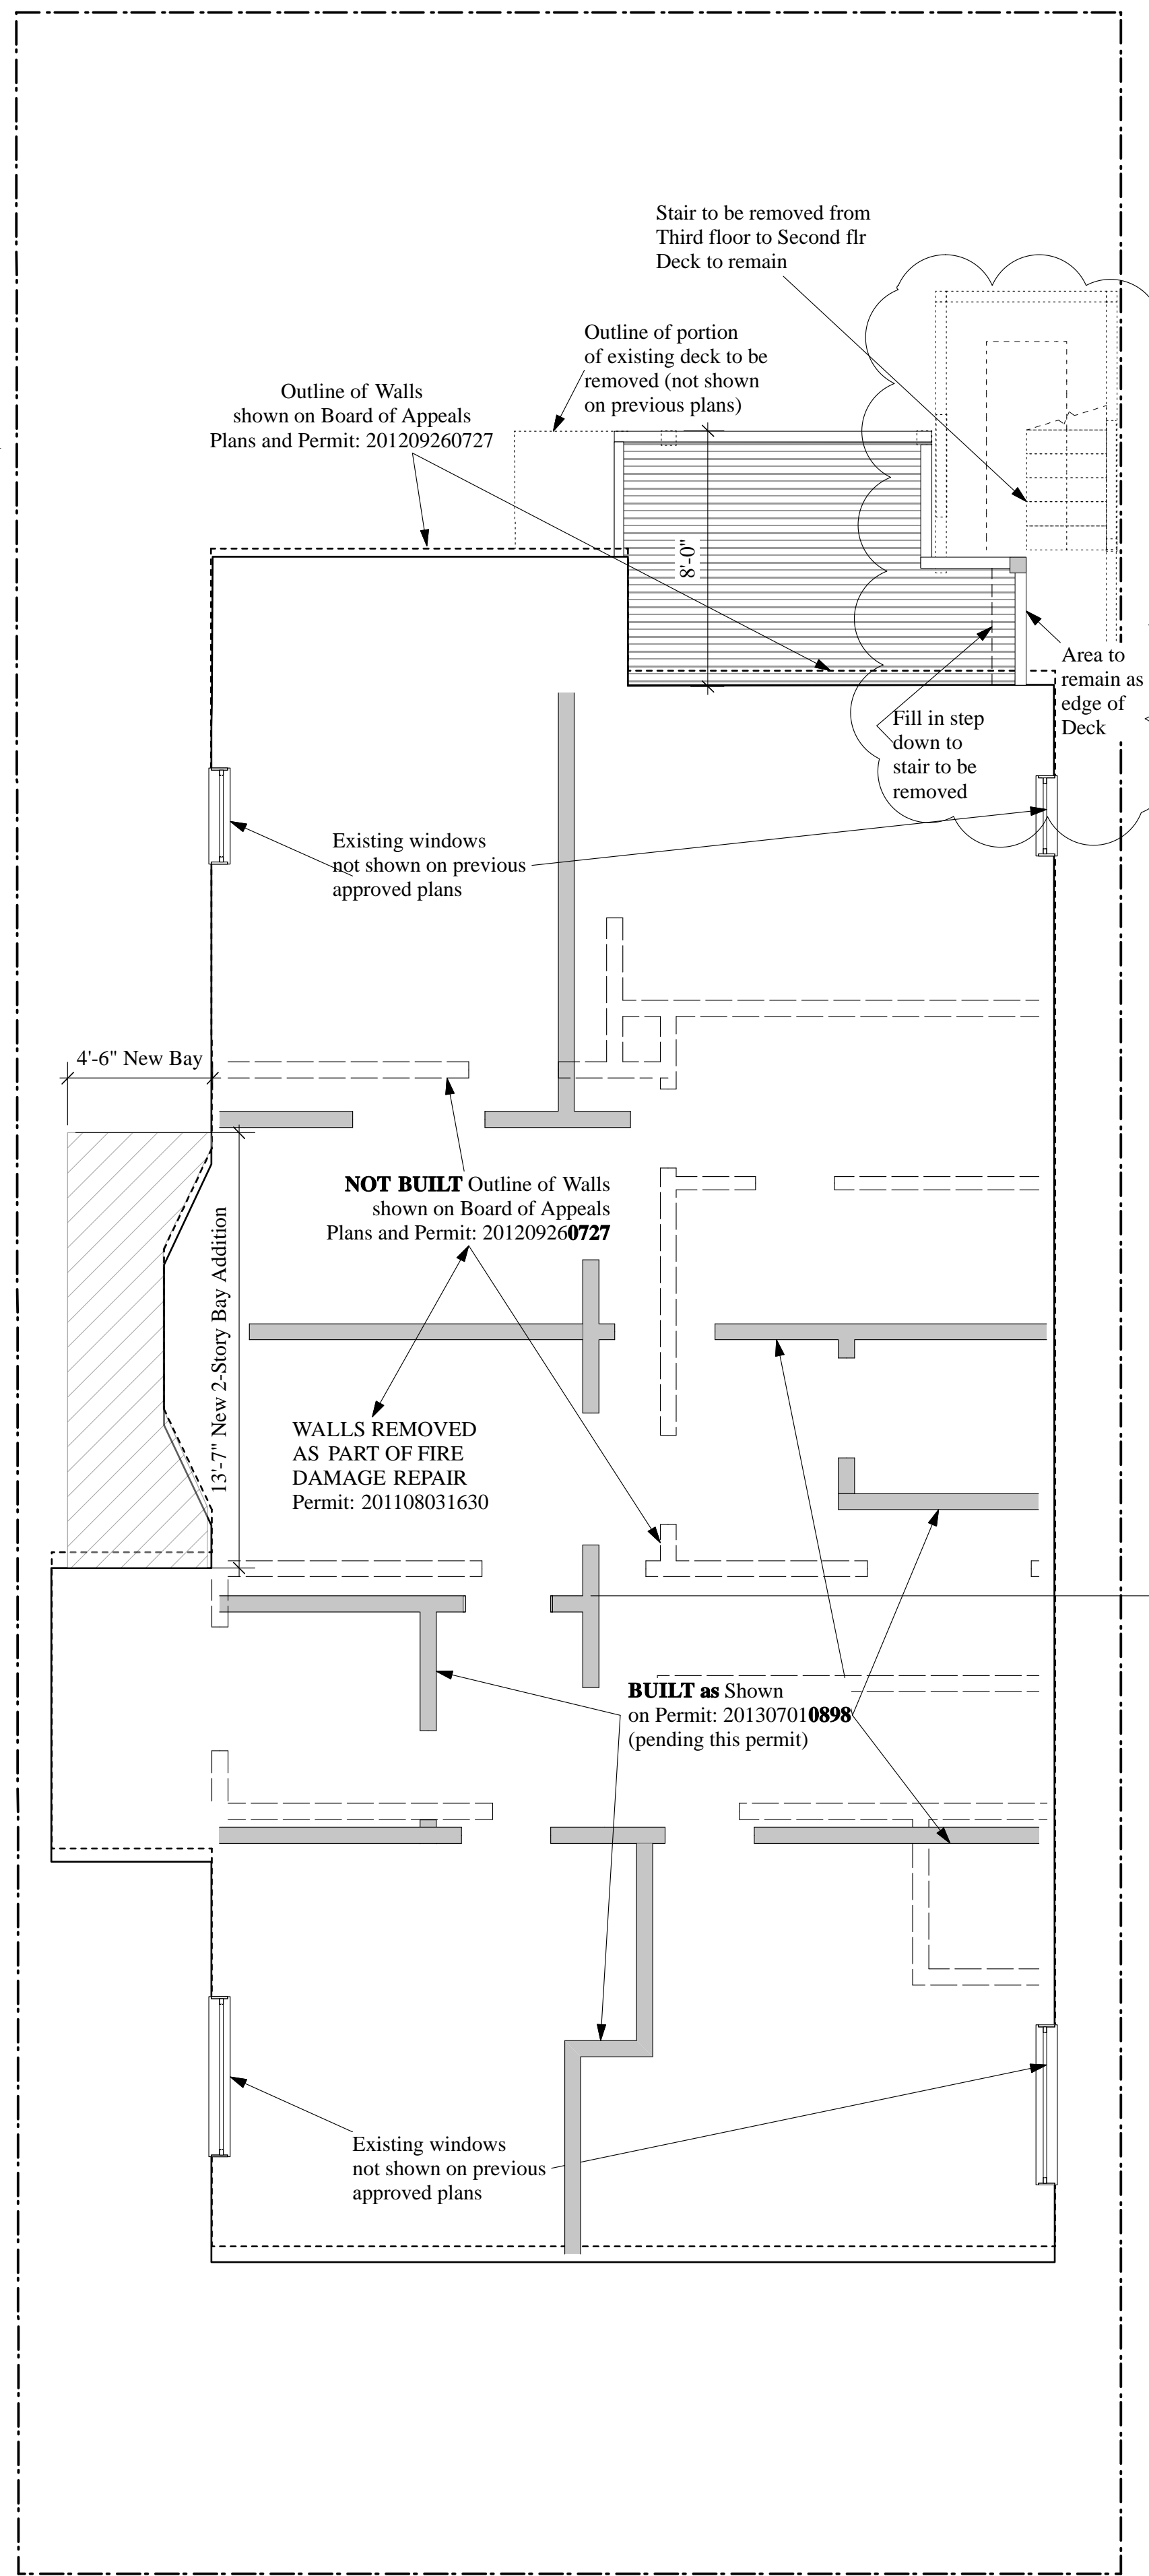 Stair to be removed from
Third floor to Second flr
Deck to remain
Outline of portion
of existing deck to be
removed (not shown
on previous plans)
Outline of Walls
shown on Board of Appeals
Plans and Permit: 201209260727
8'-0"
Area to
remain as
edge of
Deck
Fill in step
down to
stair to be
removed
Existing windows
not shown on previous
approved plans
4'-6" New Bay
NOT BUILT Outline of Walls
shown on Board of Appeals
Plans and Permit: 201209260727
13'-7" New 2-Story Bay Addition
WALLS REMOVED
AS PART OF FIRE
DAMAGE REPAIR
Permit: 201108031630
BUILT as Shown
on Permit: 201307010898
(pending this permit)
Existing windows
not shown on previous
approved plans